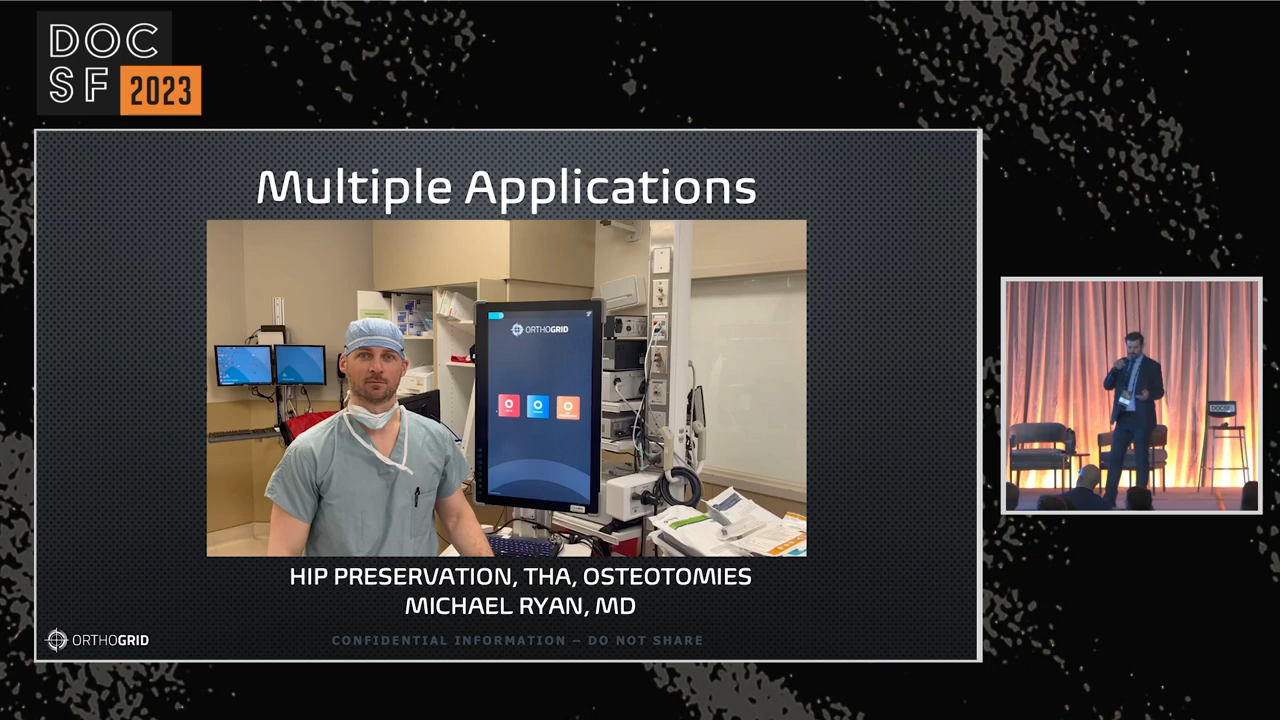 DOC
SF 2023
Multiple Applications
ORTHOGRID
HIP PRESERVATION, THA, OSTEOTOMIES
MICHAEL RYAN, MD
ORTHOGRID
CONFIDENTIAL INFORMATION – DO NOT SHARE
DOCSF